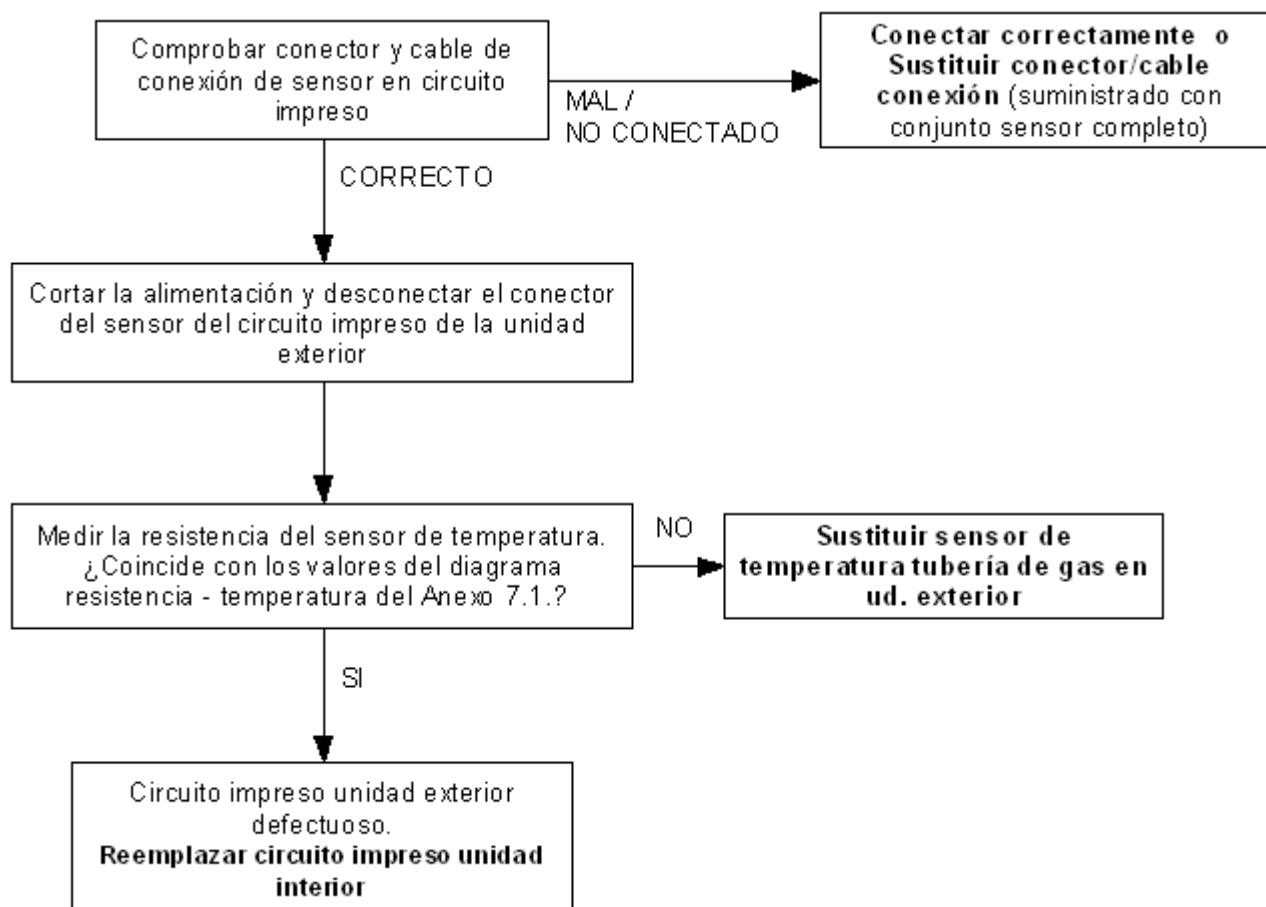 Comprobar conector y cable de
conexión de sensor en circuito
impreso
MAL /
NO CONECTADO
Conectar correctamente o
Sustituir conector/cable
conexión (suministrado con
conjunto sensor completo)
CORRECTO
Cortar la alimentación y desconectar el conector
del sensor del circuito impreso de la unidad
exterior
Medir la resistencia del sensor de temperatura.
¿Coincide con los valores del diagrama
resistencia - temperatura del Anexo 7.1.?
NO
Sustituir sensor de
temperatura tubería de gas en
ud. exterior
SI
Circuito impreso unidad exterior
defectuoso.
Reemplazar circuito impreso unidad
interior